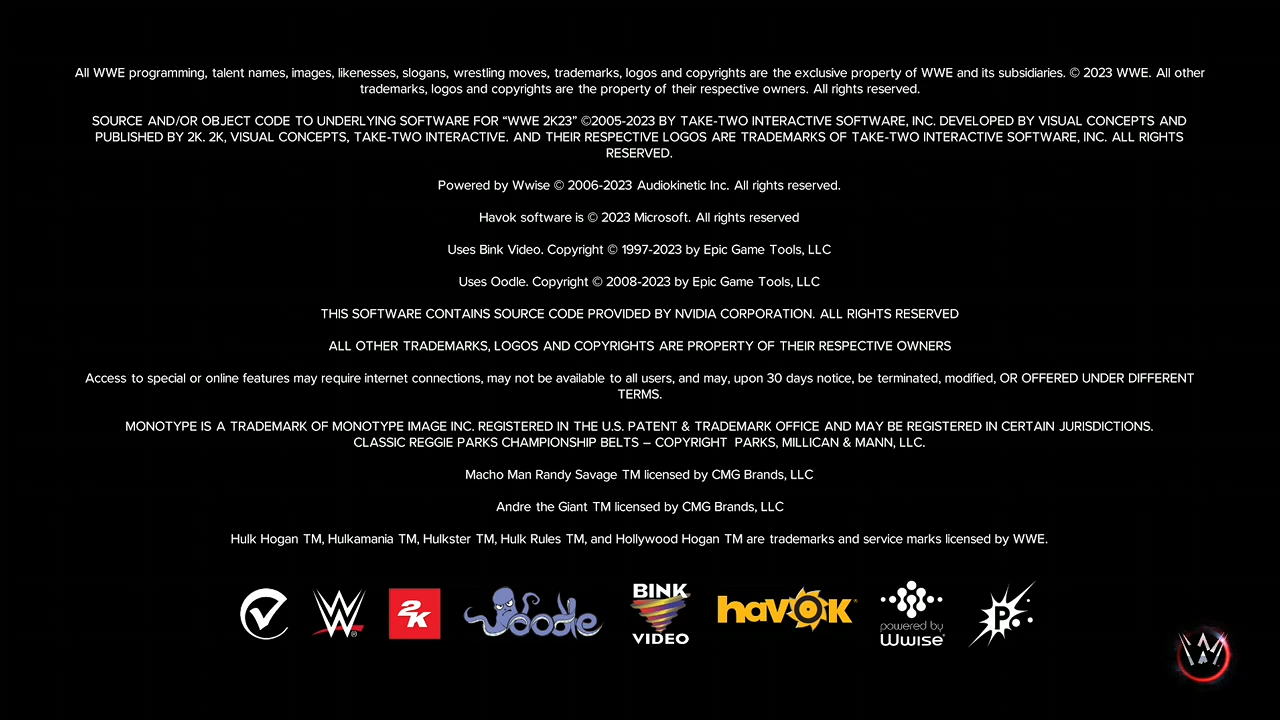 All WWE programming, talent names, images, likenesses, slogans, wrestling moves, trademarks, logos and copyrights are the exclusive property of WWE and its subsidiaries. © 2023 WWE. All other
trademarks, logos and copyrights are the property of their respective owners. All rights reserved.
SOURCE AND/OR OBJECT CODE TO UNDERLYING SOFTWARE FOR “WWE 2K23” ©2005-2023 BY TAKE-TWO INTERACTIVE SOFTWARE, INC. DEVELOPED BY VISUAL CONCEPTS AND
PUBLISHED BY 2K. 2K, VISUAL CONCEPTS, TAKE-TWO INTERACTIVE. AND THEIR RESPECTIVE LOGOS ARE TRADEMARKS OF TAKE-TWO INTERACTIVE SOFTWARE, INC. ALL RIGHTS
RESERVED.
Powered by Wwise © 2006-2023 Audiokinetic Inc. All rights reserved.
Havok software is © 2023 Microsoft. All rights reserved
Uses Bink Video. Copyright © 1997-2023 by Epic Game Tools, LLC
Uses Oodle. Copyright © 2008-2023 by Epic Game Tools, LLC
THIS SOFTWARE CONTAINS SOURCE CODE PROVIDED BY NVIDIA CORPORATION. ALL RIGHTS RESERVED
ALL OTHER TRADEMARKS, LOGOS AND COPYRIGHTS ARE PROPERTY OF THEIR RESPECTIVE OWNERS
Access to special or online features may require internet connections, may not be available to all users, and may, upon 30 days notice, be terminated, modified, OR OFFERED UNDER DIFFERENT
TERMS.
MONOTYPE IS A TRADEMARK OF MONOTYPE IMAGE INC. REGISTERED IN THE U.S. PATENT & TRADEMARK OFFICE AND MAY BE REGISTERED IN CERTAIN JURISDICTIONS.
CLASSIC REGGIE PARKS CHAMPIONSHIP BELTS – COPYRIGHT PARKS, MILLICAN & MANN, LLC.
Macho Man Randy Savage TM licensed by CMG Brands, LLC
Andre the Giant TM licensed by CMG Brands, LLC
Hulk Hogan TM, Hulkamania TM, Hulkster TM, Hulk Rules TM, and Hollywood Hogan TM are trademarks and service marks licensed by WWE.
W ® 2K oodle BINK VIDEO havok ® powered by Wwise ® P